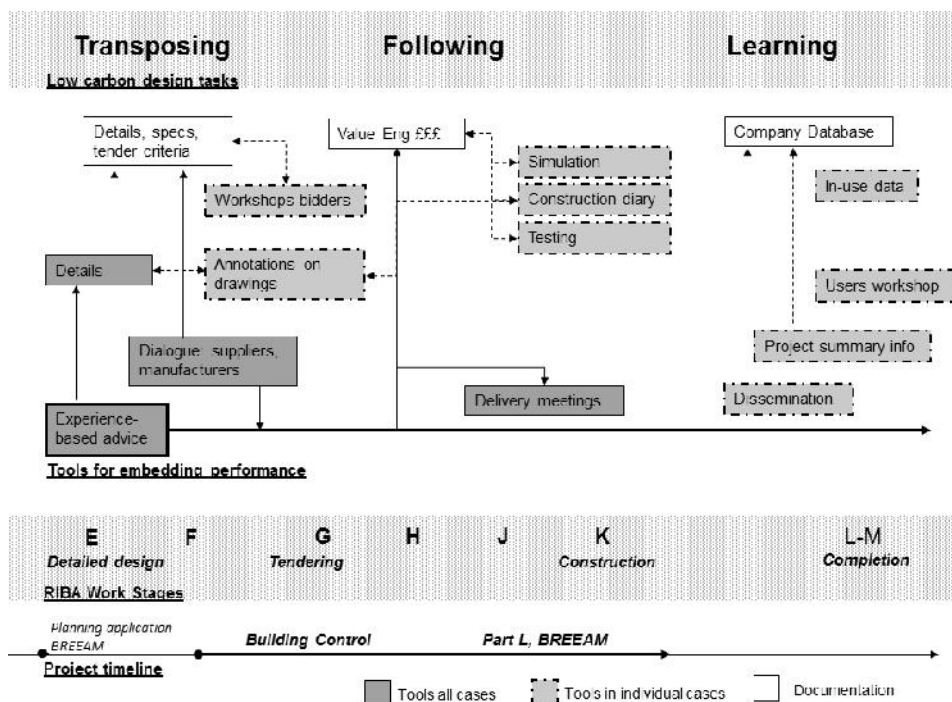 Transposing
Following
Learning
Low carbon design tasks
Details, specs,
tender criteria
Value Eng £££
Company Database
Simulation
In-use data
Workshops bidders
Construction diary
Testing
Details
Annotations on
drawings
Users workshop
Dialogue: suppliers,
manufacturers
Project summary info
Experience-
based advice
Delivery meetings
Dissemination
Tools for embedding performance
E F G H J K L-M
Detailed design Tendering Construction Completion
RIBA Work Stages
Planning application
BREEAM
Building Control
Part L, BREEAM
Project timeline
Tools all cases
Tools in individual cases
Documentation